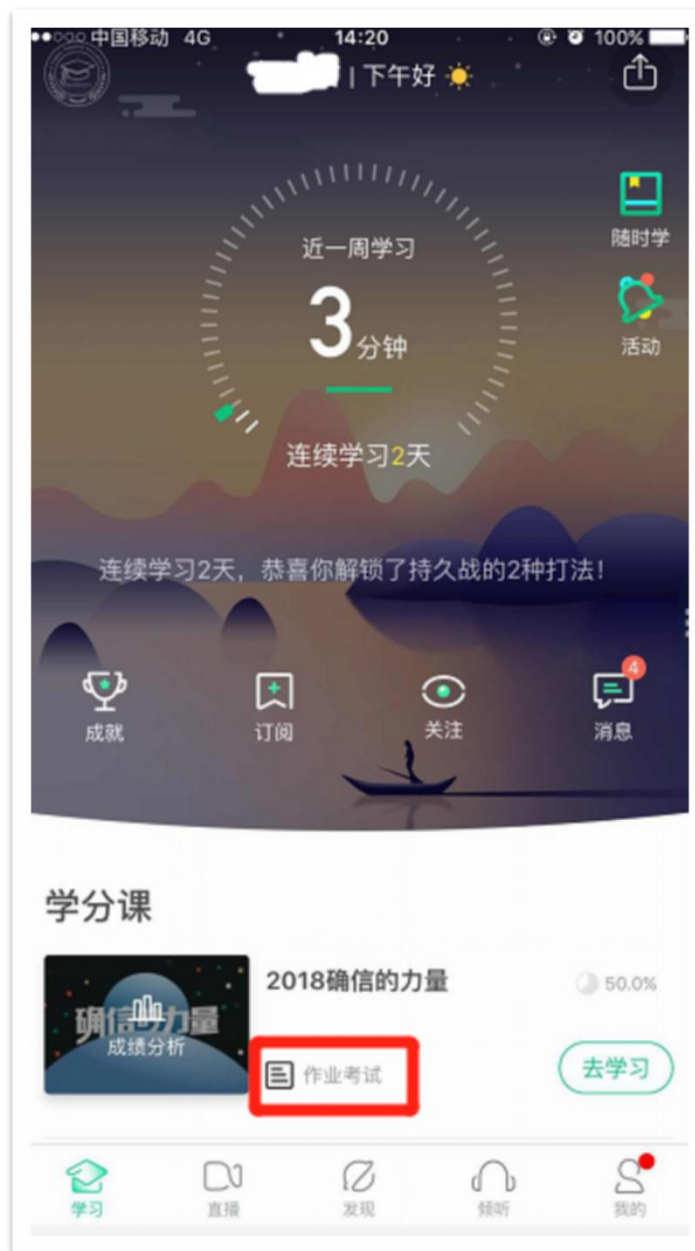 中国移动 4G 14:20 100%
| 下午好
随时学
近一周学习
3分钟
活动
连续学习2天
连续学习2天，恭喜你解锁了持久战的2种打法！
4
成就 订阅 关注 消息
学分课
2018确信的力量 50.0%
确信的力量
成绩分析
作业考试 去学习
学习 直播 发现 倾听 我的